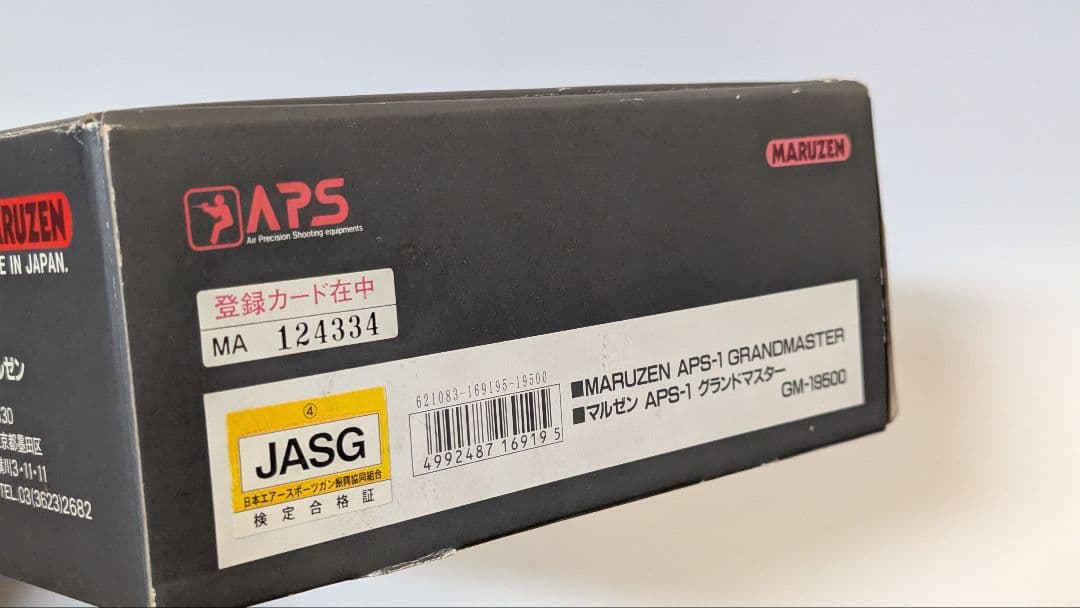 MARUZEN
IN JAPAN.
ゼン
京都墨田区
3-11-11
TEL.03(3623)2682
APS
Air Precision Shooting equipments
MARUZEN
登録カード在中
MA 124334
④
JASG
日本エアースポーツガン振興協同組合
検定合格証
621083-169195-19500
4992487169195
■MARUZEN APS-1 GRANDMASTER
■マルゼン APS-1 グランドマスター
GM-19500